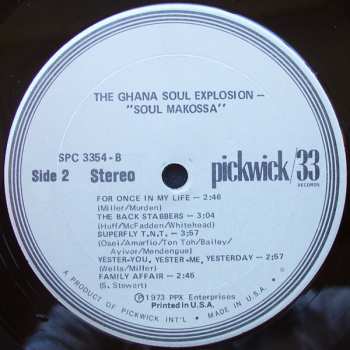 THE GHANA SOUL EXPLOSION —
"SOUL MAKOSSA"
SPC 3354-B
Side 2 Stereo
pickwick/33
RECORDS
FOR ONCE IN MY LIFE — 2:46
(Miller/Murden)
THE BACK STABBERS — 3:04
(Huff/McFadden/Whitehead)
SUPERFLY T.N.T. — 3:57
(Osei/Amarfio/Ton Toh/Bailey/
Ayivor/Mendengue)
YESTER-YOU, YESTER-ME, YESTERDAY — 2:57
(Wells/Miller)
FAMILY AFFAIR — 2:45
(S. Stewart)
℗1973 PPX Enterprises
Printed in U.S.A.
A PRODUCT OF PICKWICK INT'L. • MADE IN U.S.A.